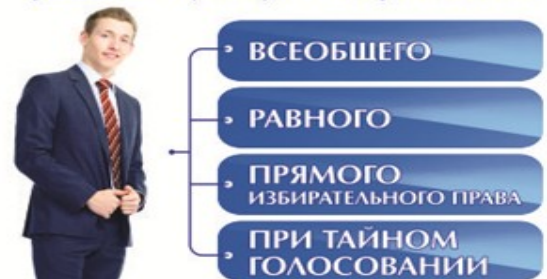 ВСЕОБЩЕГО
РАВНОГО
ПРЯМОГО
ИЗБИРАТЕЛЬНОГО ПРАВА
ПРИ ТАЙНОМ
ГОЛОСОВАНИИ